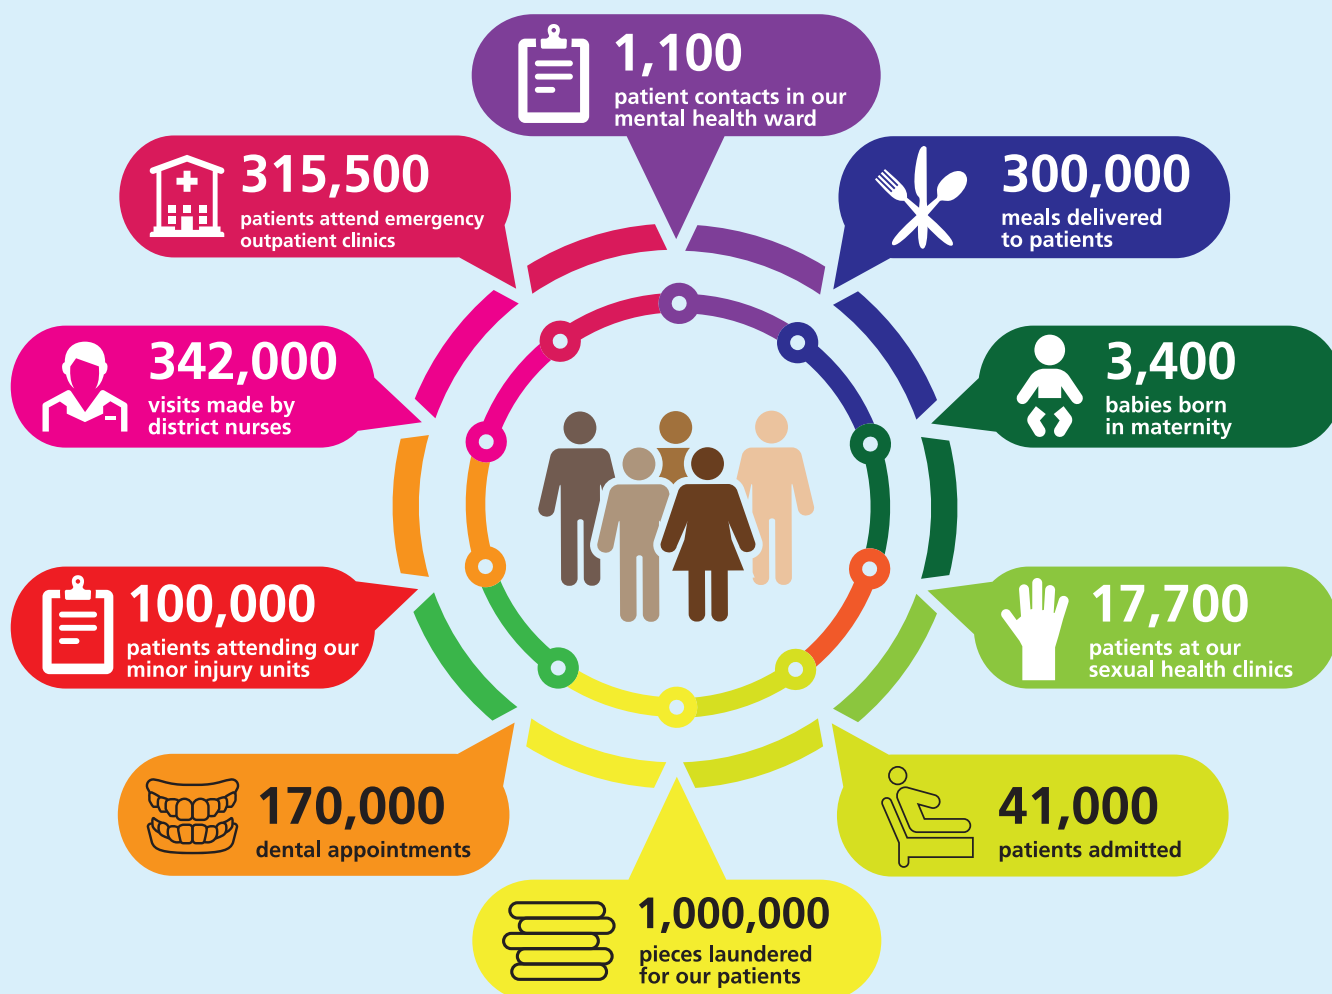 1,100
patient contacts in our
mental health ward
315,500
patients attend emergency
outpatient clinics
300,000
meals delivered
to patients
342,000
visits made by
district nurses
3,400
babies born
in maternity
100,000
patients attending our
minor injury units
17,700
patients at our
sexual health clinics
170,000
dental appointments
41,000
patients admitted
1,000,000
pieces laundered
for our patients